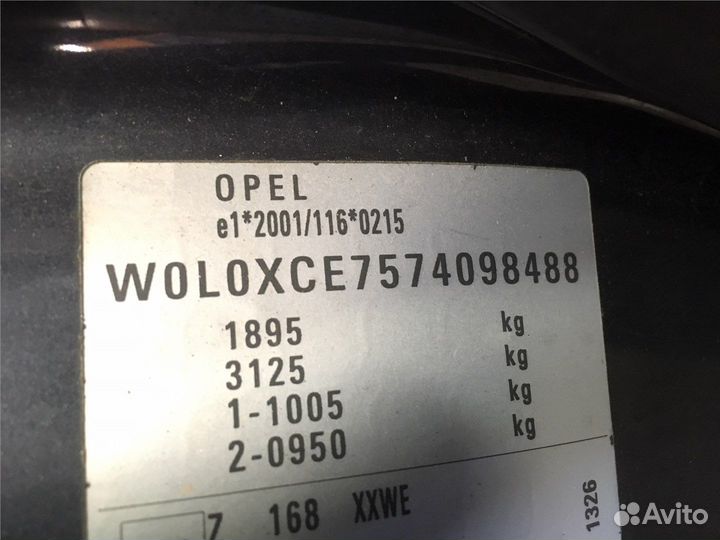 OPEL
e1*2001/116*0215
W0L0XCE7574098488
1895 kg
3125 kg
1-1005 kg
2-0950 kg
Z 168 XXWE
1326
Avito